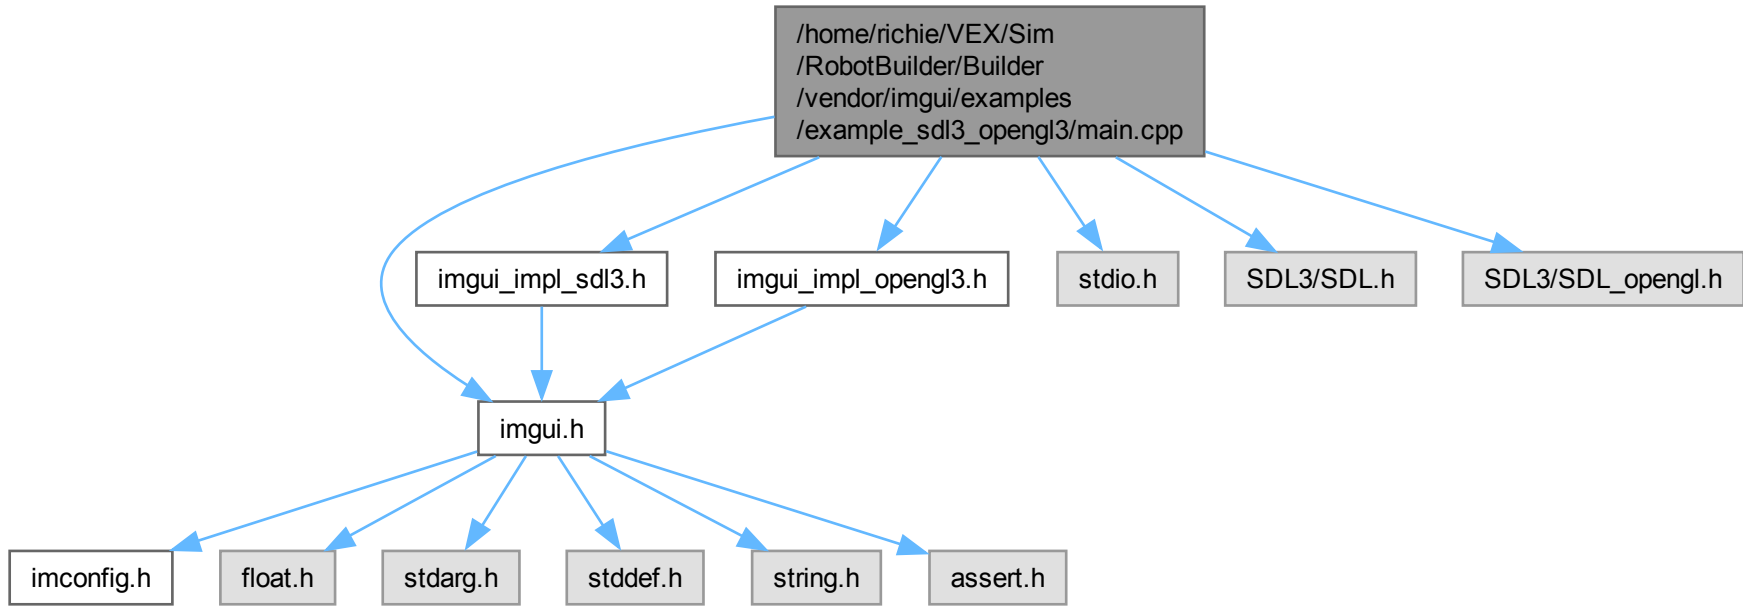 /home/richie/VEX/Sim
/RobotBuilder/Builder
/vendor/imgui/examples
/example_sdl3_opengl3/main.cpp
imgui_impl_sdl3.h
imgui_impl_opengl3.h
stdio.h
SDL3/SDL.h
SDL3/SDL_opengl.h
imgui.h
imconfig.h
float.h
stdarg.h
stddef.h
string.h
assert.h